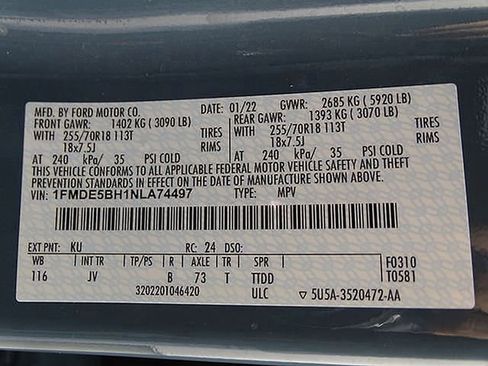 MFD. BY FORD MOTOR CO. DATE: 01/22 GVWR: 2685 KG ( 5920 LB)
FRONT GAWR: 1402 KG ( 3090 LB) REAR GAWR: 1393 KG ( 3070 LB)
WITH 255/70R18 113T TIRES WITH 255/70R18 113T TIRES
18x7.5J RIMS 18x7.5J RIMS
AT 240 kPa/ 35 PSI COLD AT 240 kPa/ 35 PSI COLD
THIS VEHICLE CONFORMS TO ALL APPLICABLE FEDERAL MOTOR VEHICLE SAFETY AND THEFT
PREVENTION STANDARDS IN EFFECT ON THE DATE OF MANUFACTURE SHOWN ABOVE.
VIN: 1FMDE5BH1NLA74497 TYPE: MPV
EXT PNT: KU RC: 24 DSO:
WB INT TR TP/PS R AXLE TR SPR F0310
116 JV B 73 T TTDD T0581
3202201046420 ULC ▽ 5U5A-3520472-AA